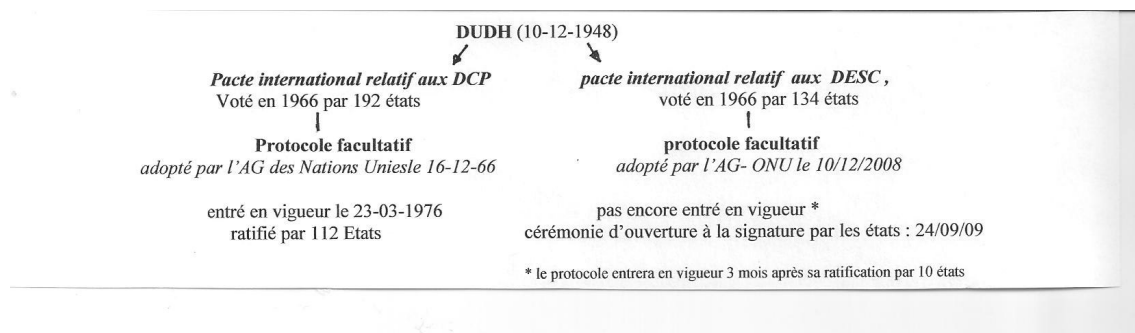 DUDH (10-12-1948)
Pacte international relatif aux DCP
Voté en 1966 par 192 états
Protocole facultatif
adopté par l'AG des Nations Uniesle 16-12-66
entré en vigueur le 23-03-1976
ratifié par 112 Etats
pacte international relatif aux DESC ,
voté en 1966 par 134 états
protocole facultatif
adopté par l'AG- ONU le 10/12/2008
pas encore entré en vigueur *
cérémonie d'ouverture à la signature par les états : 24/09/09
* le protocole entrera en vigueur 3 mois après sa ratification par 10 états